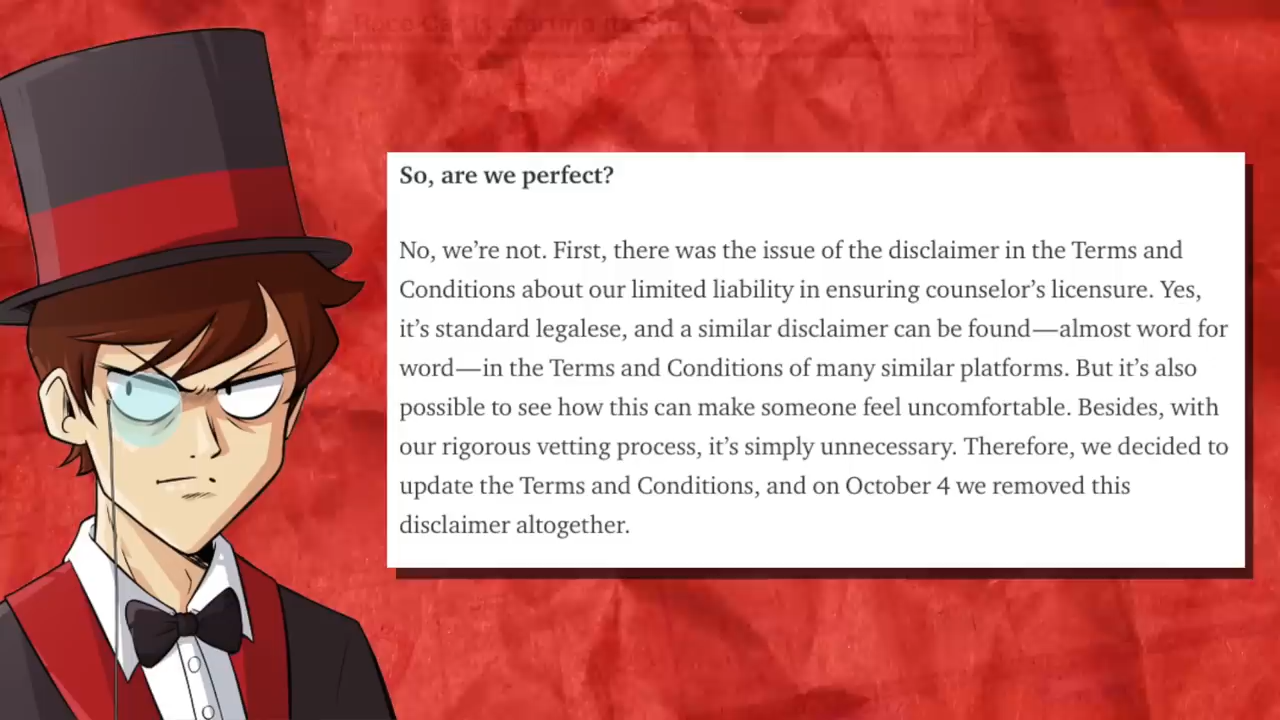 So, are we perfect?
No, we're not. First, there was the issue of the disclaimer in the Terms and
Conditions about our limited liability in ensuring counselor's licensure. Yes,
it's standard legalese, and a similar disclaimer can be found—almost word for
word—in the Terms and Conditions of many similar platforms. But it's also
possible to see how this can make someone feel uncomfortable. Besides, with
our rigorous vetting process, it's simply unnecessary. Therefore, we decided to
update the Terms and Conditions, and on October 4 we removed this
disclaimer altogether.